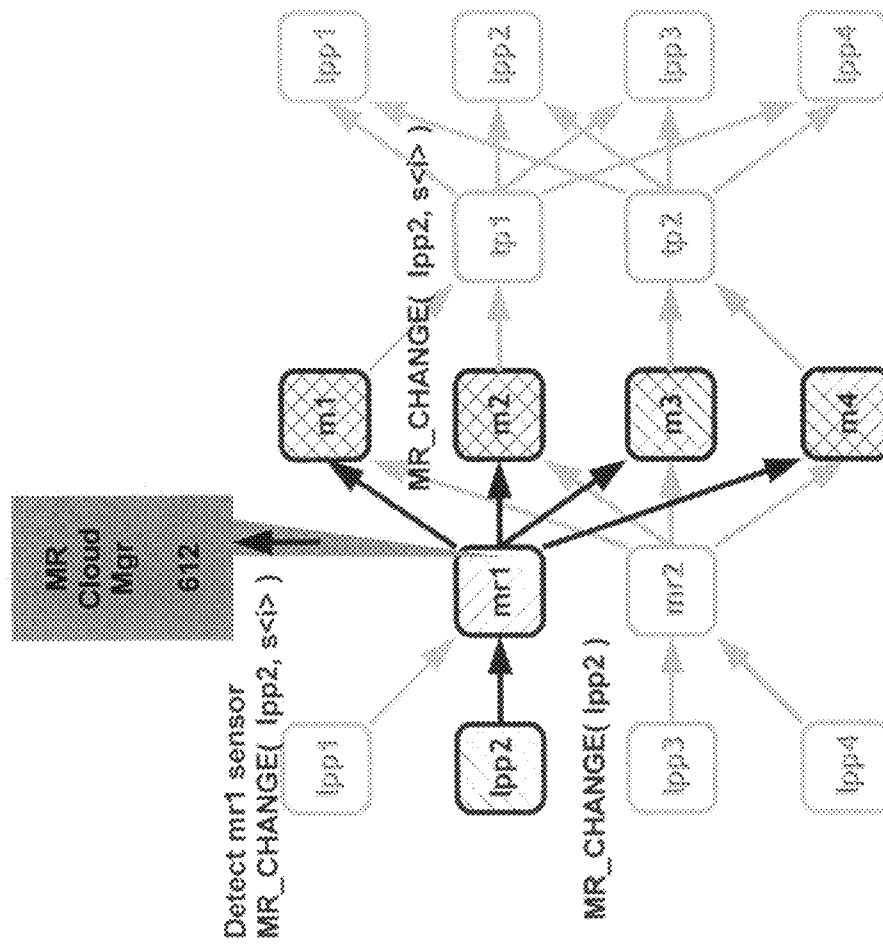 MR
Cloud
Mgr
612
Detect mr1 sensor
MR_CHANGE( lpp2, s<i> )
MR_CHANGE( lpp2, s<i> )
MR_CHANGE( lpp2 )
lpp1
lpp2
lpp3
lpp4
mr1
mr2
m1
m2
m3
m4
tp1
tp2
lpp1
lpp2
lpp3
lpp4